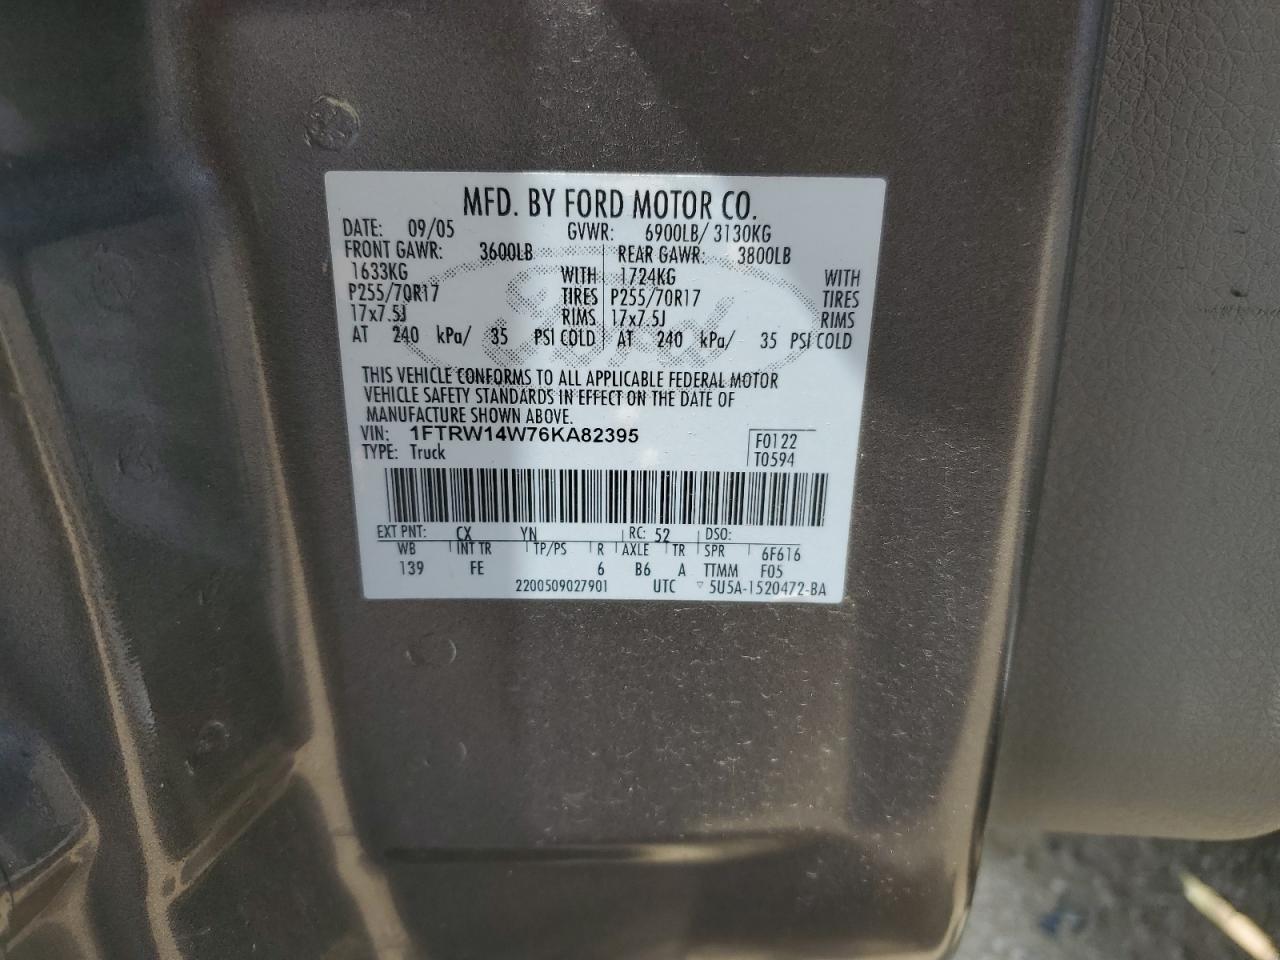 MFD. BY FORD MOTOR CO.
DATE: 09/05 GVWR: 6900LB/ 3130KG
FRONT GAWR: 3600LB REAR GAWR: 3800LB
1633KG WITH 1724KG WITH
P255/70R17 TIRES P255/70R17 TIRES
17x7.5J RIMS 17x7.5J RIMS
AT 240 kPa/ 35 PSI COLD AT 240 kPa/ 35 PSI COLD
THIS VEHICLE CONFORMS TO ALL APPLICABLE FEDERAL MOTOR
VEHICLE SAFETY STANDARDS IN EFFECT ON THE DATE OF
MANUFACTURE SHOWN ABOVE.
VIN: 1FTRW14W76KA82395 F0122
TYPE: Truck T0594
EXT PNT: CX YN RC: 52 DSO:
WB INT TR TP/PS R AXLE TR SPR 6F616
139 FE 6 B6 A TTMM F05
2200509027901 UTC 5U5A-1520472-BA